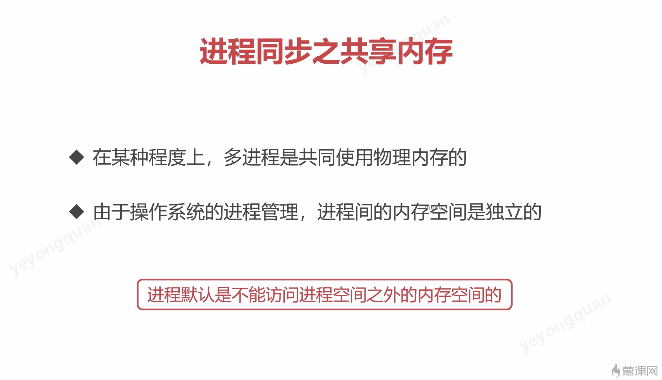 进程同步之共享内存
yeyongquan
◆ 在某种程度上，多进程是共同使用物理内存的
◆ 由于操作系统的进程管理，进程间的内存空间是独立的
yeyongquan
进程默认是不能访问进程空间之外的内存空间的
yeyongquan
慕课网